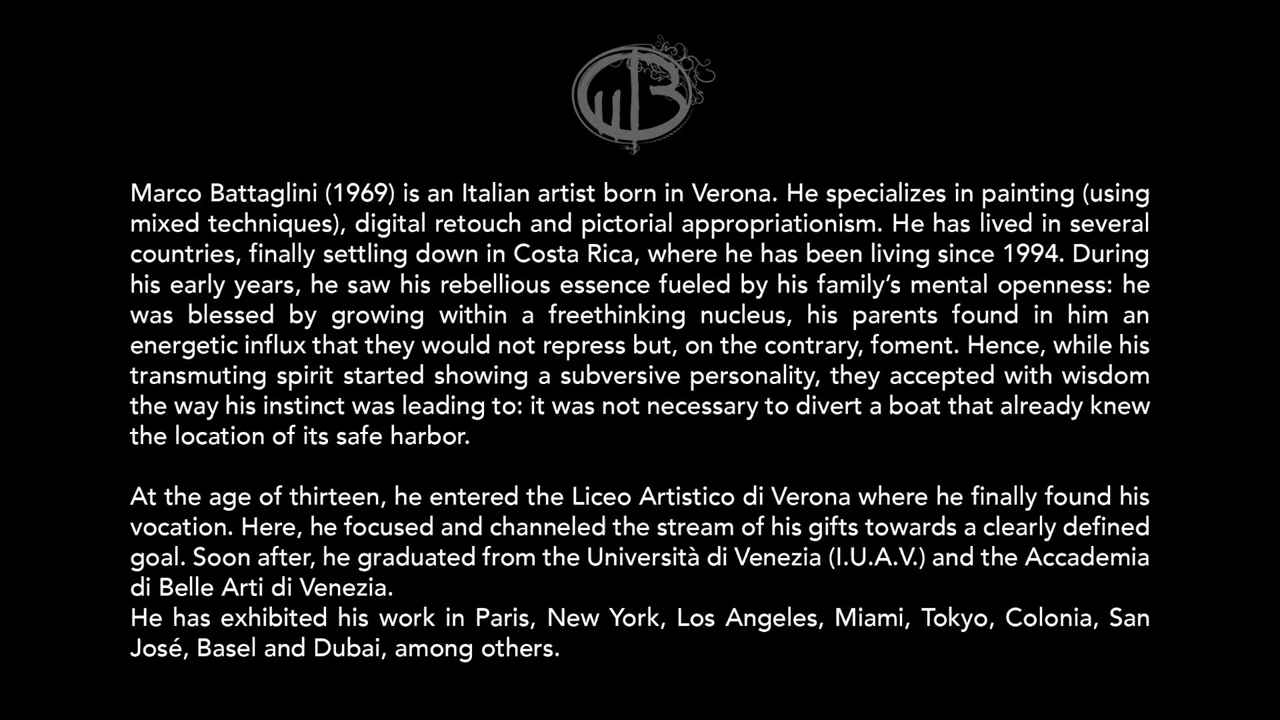 Marco Battaglini (1969) is an Italian artist born in Verona. He specializes in painting (using
mixed techniques), digital retouch and pictorial appropriationism. He has lived in several
countries, finally settling down in Costa Rica, where he has been living since 1994. During
his early years, he saw his rebellious essence fueled by his family’s mental openness: he
was blessed by growing within a freethinking nucleus, his parents found in him an
energetic influx that they would not repress but, on the contrary, foment. Hence, while his
transmuting spirit started showing a subversive personality, they accepted with wisdom
the way his instinct was leading to: it was not necessary to divert a boat that already knew
the location of its safe harbor.
At the age of thirteen, he entered the Liceo Artistico di Verona where he finally found his
vocation. Here, he focused and channeled the stream of his gifts towards a clearly defined
goal. Soon after, he graduated from the Università di Venezia (I.U.A.V.) and the Accademia
di Belle Arti di Venezia.
He has exhibited his work in Paris, New York, Los Angeles, Miami, Tokyo, Colonia, San
José, Basel and Dubai, among others.